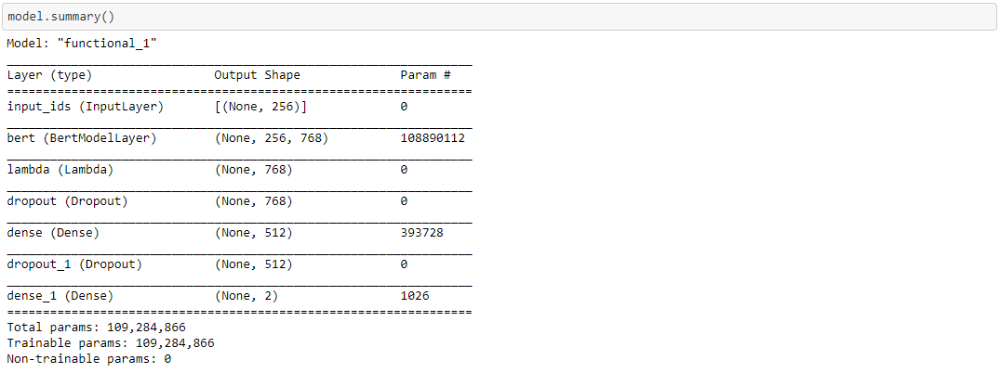 model.summary()
Model: "functional_1"
_________________________________________________________________
Layer (type)                 Output Shape              Param #
=================================================================
input_ids (InputLayer)       [(None, 256)]             0
_________________________________________________________________
bert (BertModelLayer)        (None, 256, 768)          108890112
_________________________________________________________________
lambda (Lambda)              (None, 768)               0
_________________________________________________________________
dropout (Dropout)            (None, 768)               0
_________________________________________________________________
dense (Dense)                (None, 512)               393728
_________________________________________________________________
dropout_1 (Dropout)          (None, 512)               0
_________________________________________________________________
dense_1 (Dense)              (None, 2)                 1026
=================================================================
Total params: 109,284,866
Trainable params: 109,284,866
Non-trainable params: 0